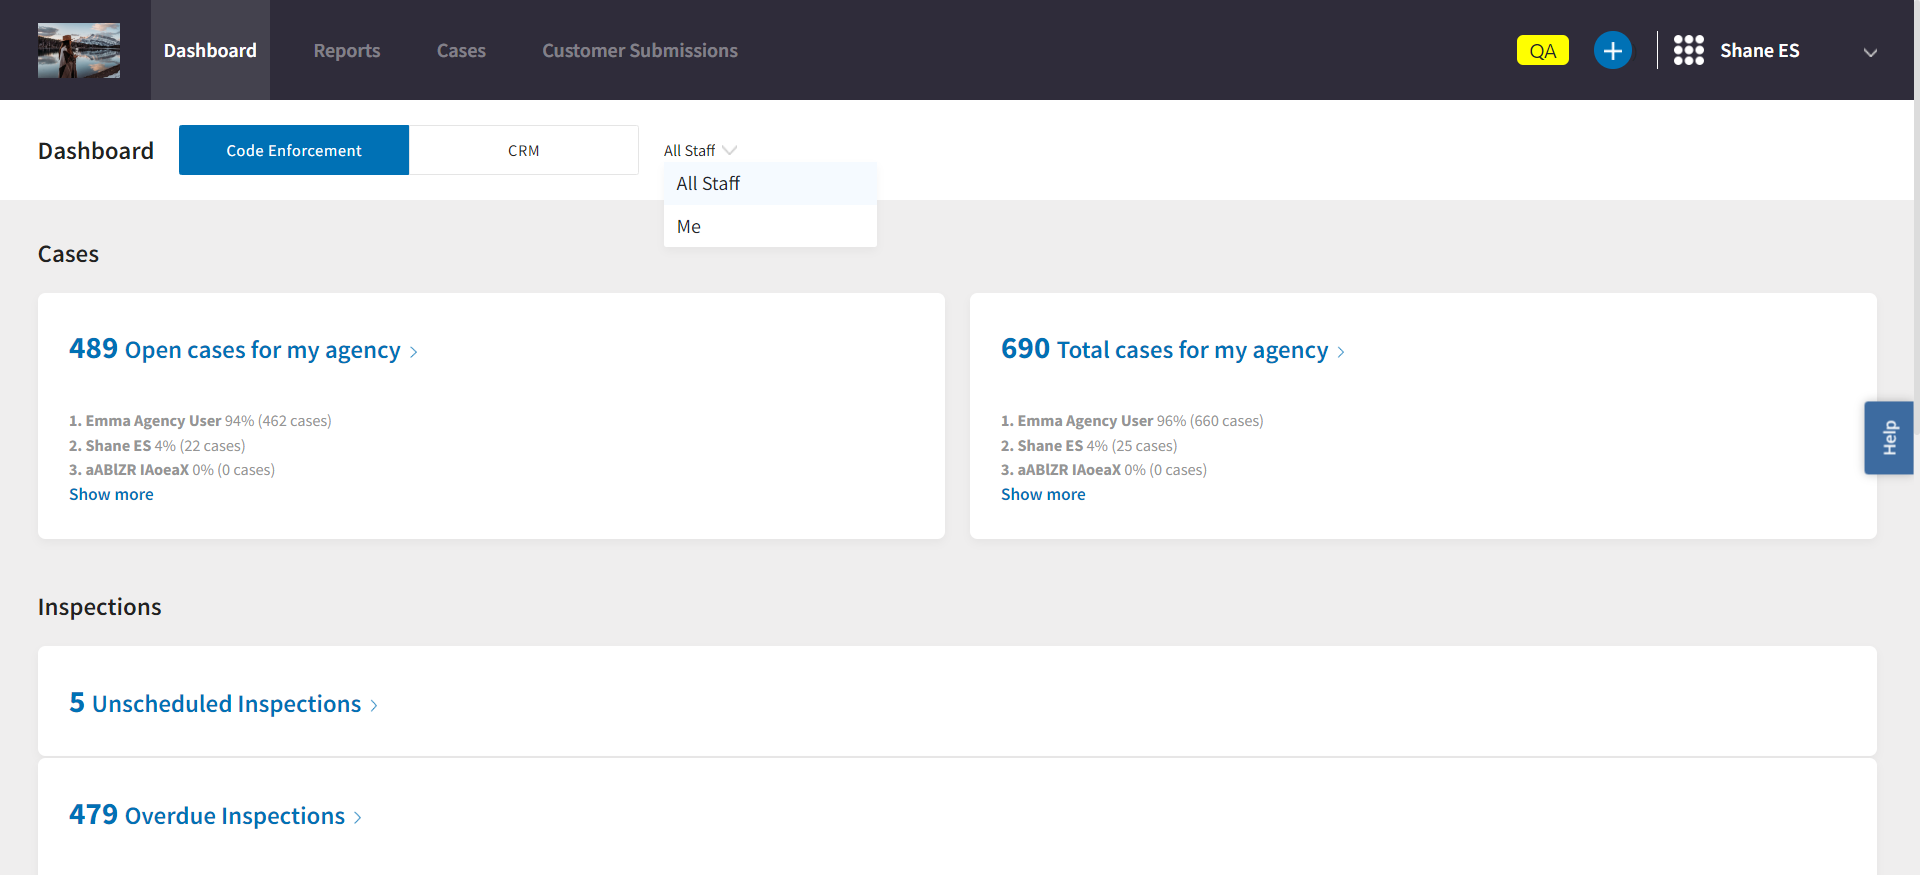 Dashboard Reports Cases Customer Submissions QA Shane ES
Dashboard Code Enforcement CRM All Staff
All Staff
Me
Cases
489 Open cases for my agency
1. Emma Agency User 94% (462 cases)
2. Shane ES 4% (22 cases)
3. aABlZR IAoeaX 0% (0 cases)
Show more
690 Total cases for my agency
1. Emma Agency User 96% (660 cases)
2. Shane ES 4% (25 cases)
3. aABlZR IAoeaX 0% (0 cases)
Show more
Help
Inspections
5 Unscheduled Inspections
479 Overdue Inspections